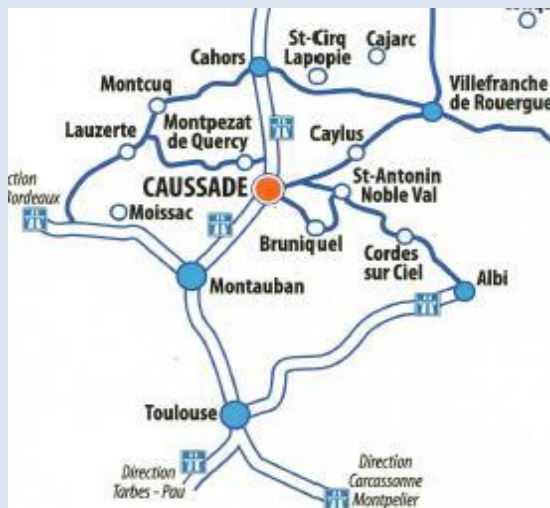 St-Cirq
Lapopie
Cajarc
Cahors
Montcuq
Villefranche
de Rouergue
Lauzerte
Montpezat
de Quercy
Caylus
CAUSSADE
St-Antonin
Noble Val
Moissac
Bordeaux
Bruniquel
Cordes
sur Ciel
Montauban
Albi
Toulouse
Direction
Tarbes - Pau
Direction
Carcassonne
Montpelier